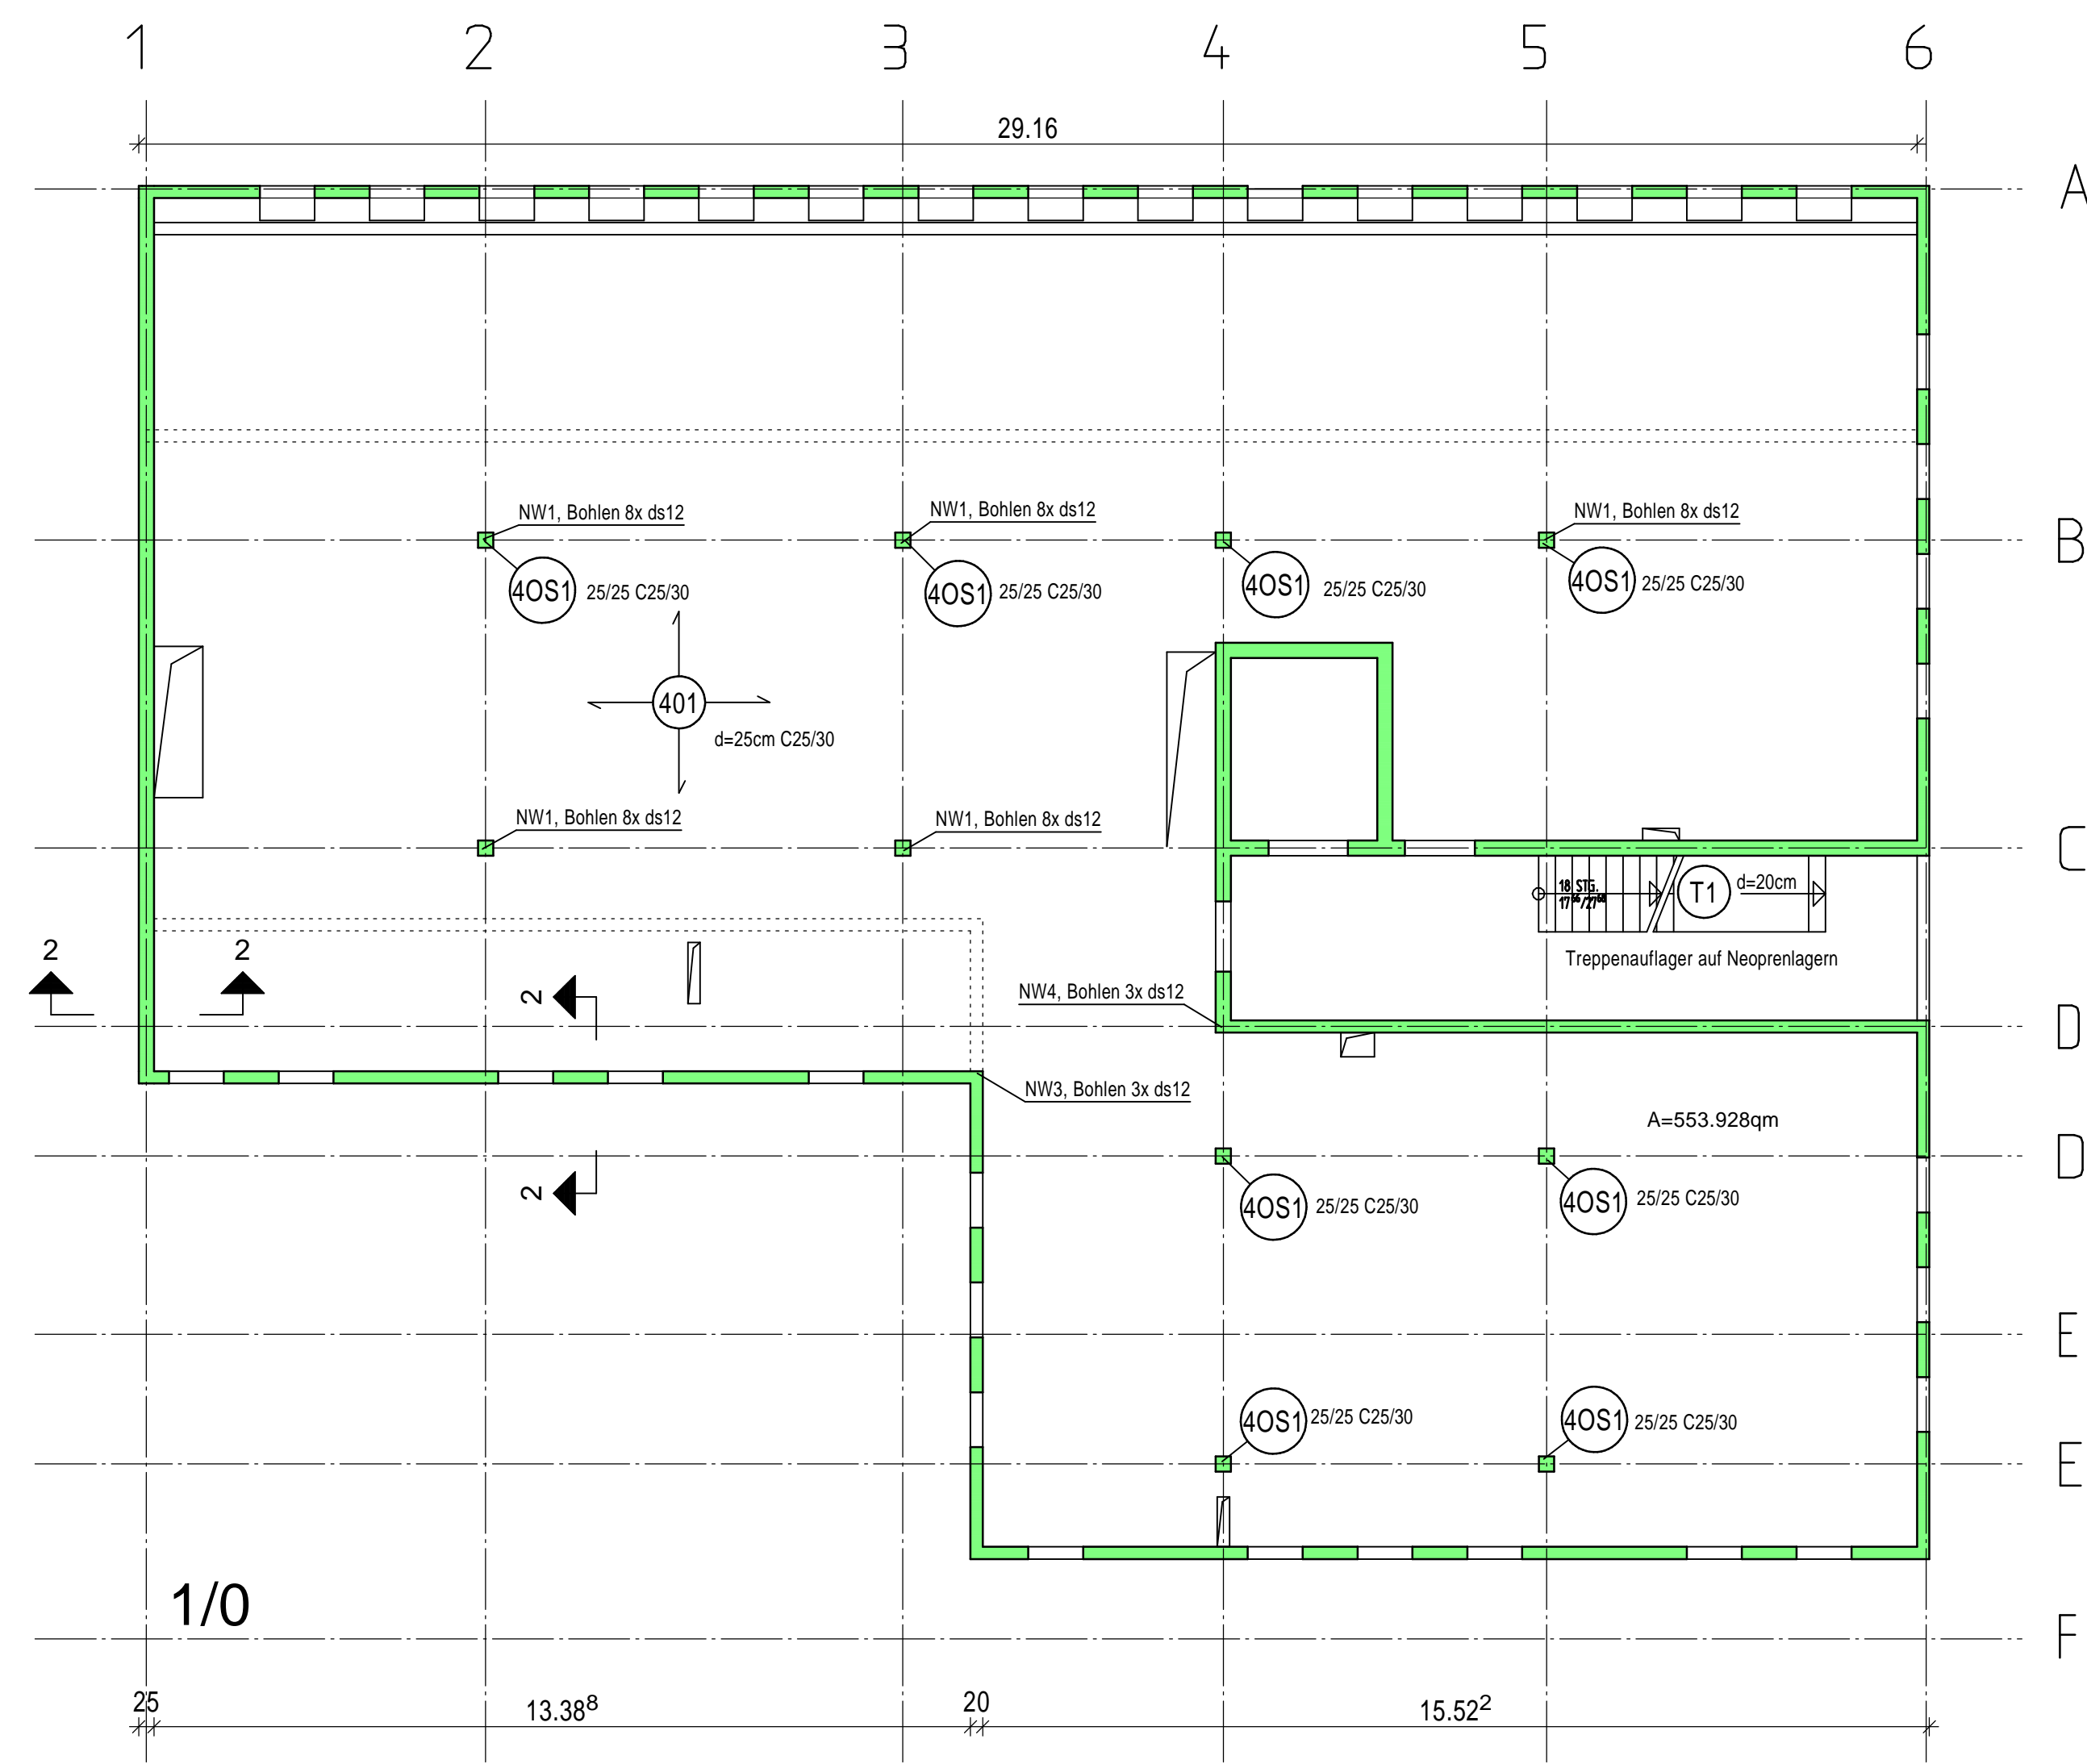 1 2 3 4 5 6
29.16
A
NW1, Bohlen 8x ds12
NW1, Bohlen 8x ds12
NW1, Bohlen 8x ds12
B
4OS1 25/25 C25/30
4OS1 25/25 C25/30
4OS1 25/25 C25/30
4OS1 25/25 C25/30
401
d=25cm C25/30
NW1, Bohlen 8x ds12
NW1, Bohlen 8x ds12
C
18 STG.
T1
d=20cm
2
2
2
Treppenauflager auf Neoprenlagern
NW4, Bohlen 3x ds12
D
NW3, Bohlen 3x ds12
A=553.928qm
D
2
4OS1 25/25 C25/30
4OS1 25/25 C25/30
E
4OS1 25/25 C25/30
4OS1 25/25 C25/30
E
1/0
F
25
13.38⁸
20
15.52²